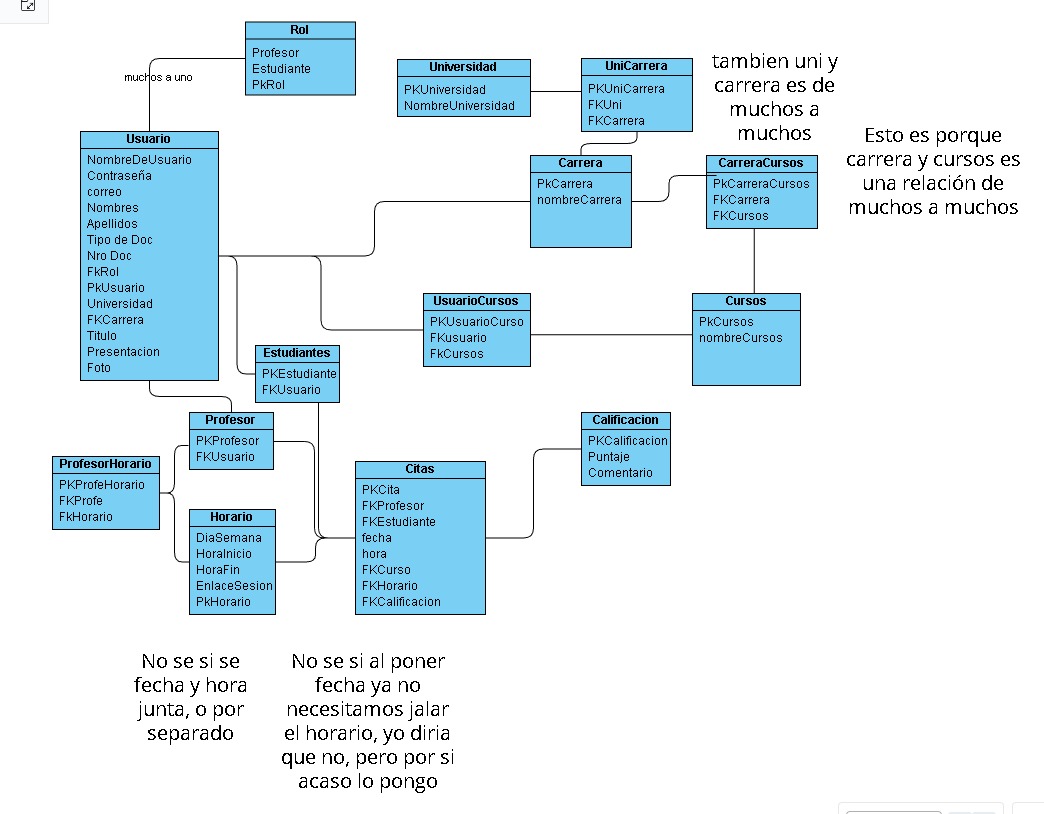 Rol
Profesor
Estudiante
PkRol
muchos a uno
Universidad
PKUniversidad
NombreUniversidad
UniCarrera
PKUniCarrera
FKUni
FKCarrera
tambien uni y
carrera es de
muchos a
muchos
Esto es porque
carrera y cursos es
una relación de
muchos a muchos
Usuario
NombreDeUsuario
Contraseña
correo
Nombres
Apellidos
Tipo de Doc
Nro Doc
FkRol
PkUsuario
Universidad
FKCarrera
Titulo
Presentacion
Foto
Carrera
PkCarrera
nombreCarrera
CarreraCursos
PkCarreraCursos
FKCarrera
FKCursos
UsuarioCursos
PKUsuarioCurso
FKusuario
FkCursos
Cursos
PkCursos
nombreCursos
Estudiantes
PKEstudiante
FKUsuario
Profesor
PKProfesor
FKUsuario
ProfesorHorario
PKProfeHorario
FKProfe
FkHorario
Horario
DiaSemana
HoraInicio
HoraFin
EnlaceSesion
PkHorario
Citas
PKCita
FKProfesor
FKEstudiante
fecha
hora
FKCurso
FKHorario
FKCalificacion
Calificacion
PKCalificacion
Puntaje
Comentario
No se si se
fecha y hora
junta, o por
separado
No se si al poner
fecha ya no
necesitamos jalar
el horario, yo diria
que no, pero por si
acaso lo pongo